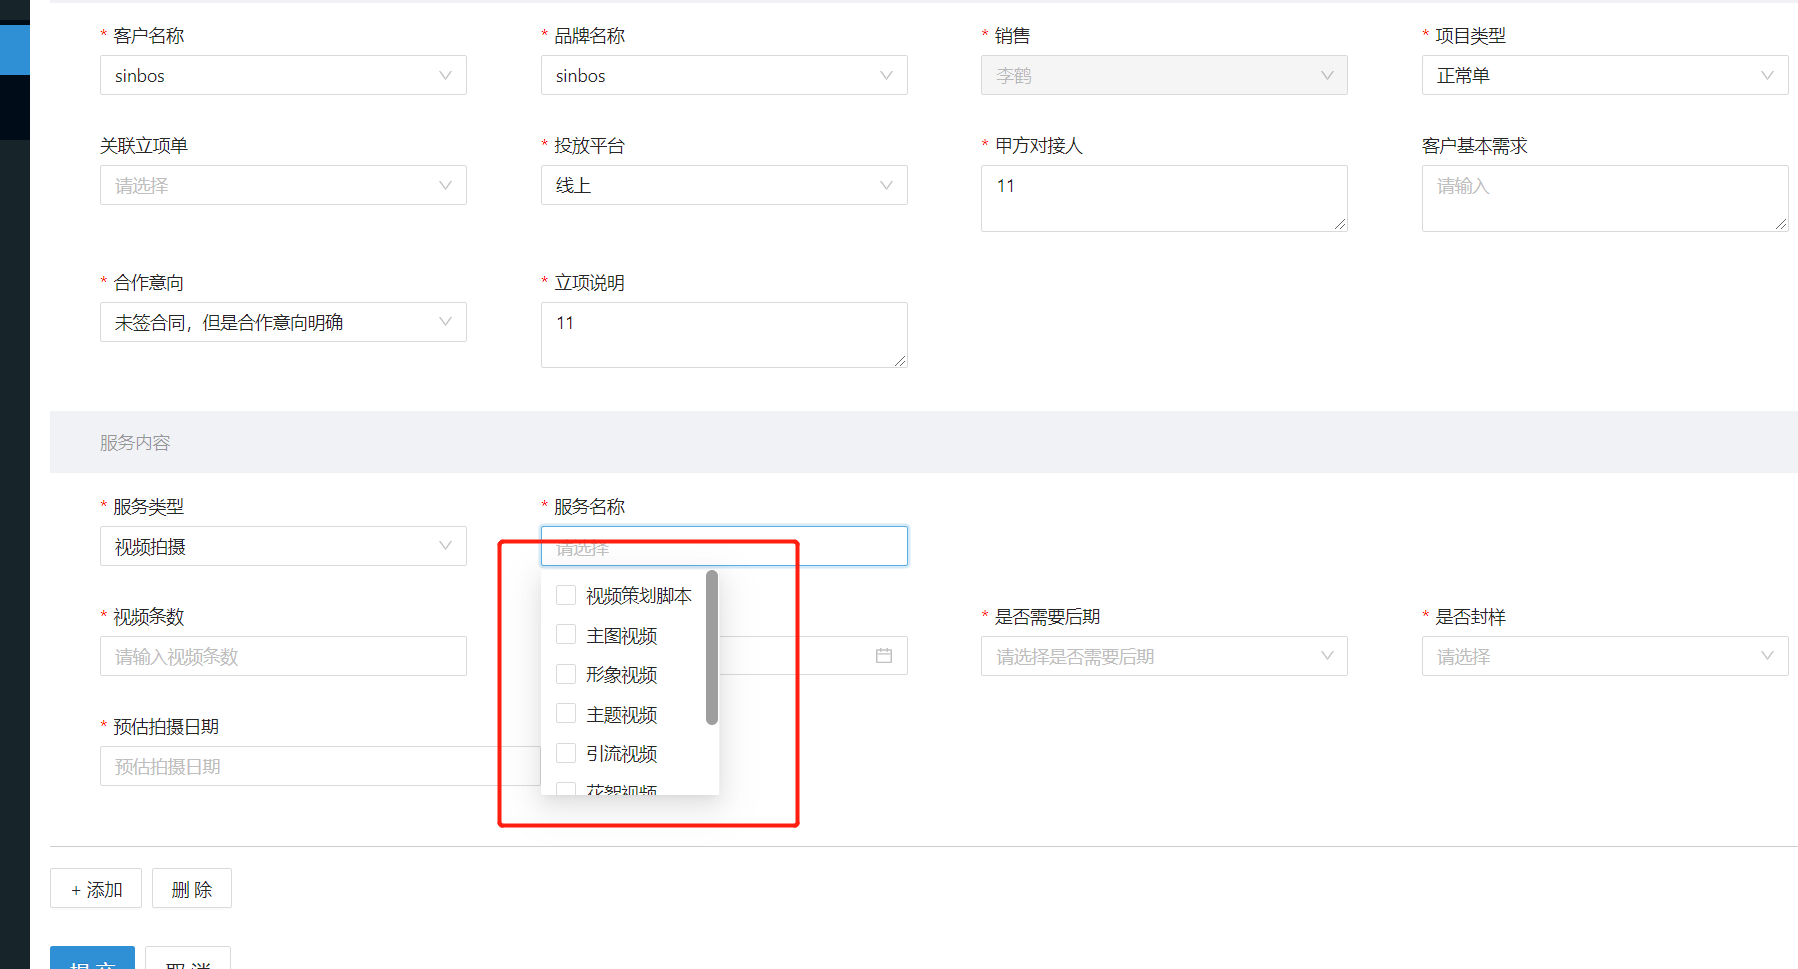 * 客户名称
* 品牌名称
* 销售
* 项目类型
sinbos
sinbos
李鹤
正常单
关联立项单
* 投放平台
* 甲方对接人
客户基本需求
请选择
线上
11
请输入
* 合作意向
* 立项说明
未签合同，但是合作意向明确
11
服务内容
* 服务类型
* 服务名称
视频拍摄
请选择
视频策划脚本
主图视频
形象视频
主题视频
引流视频
花絮视频
* 视频条数
* 是否需要后期
* 是否封样
请输入视频条数
请选择是否需要后期
请选择
* 预估拍摄日期
预估拍摄日期
+ 添加
删 除
提 交
取 消